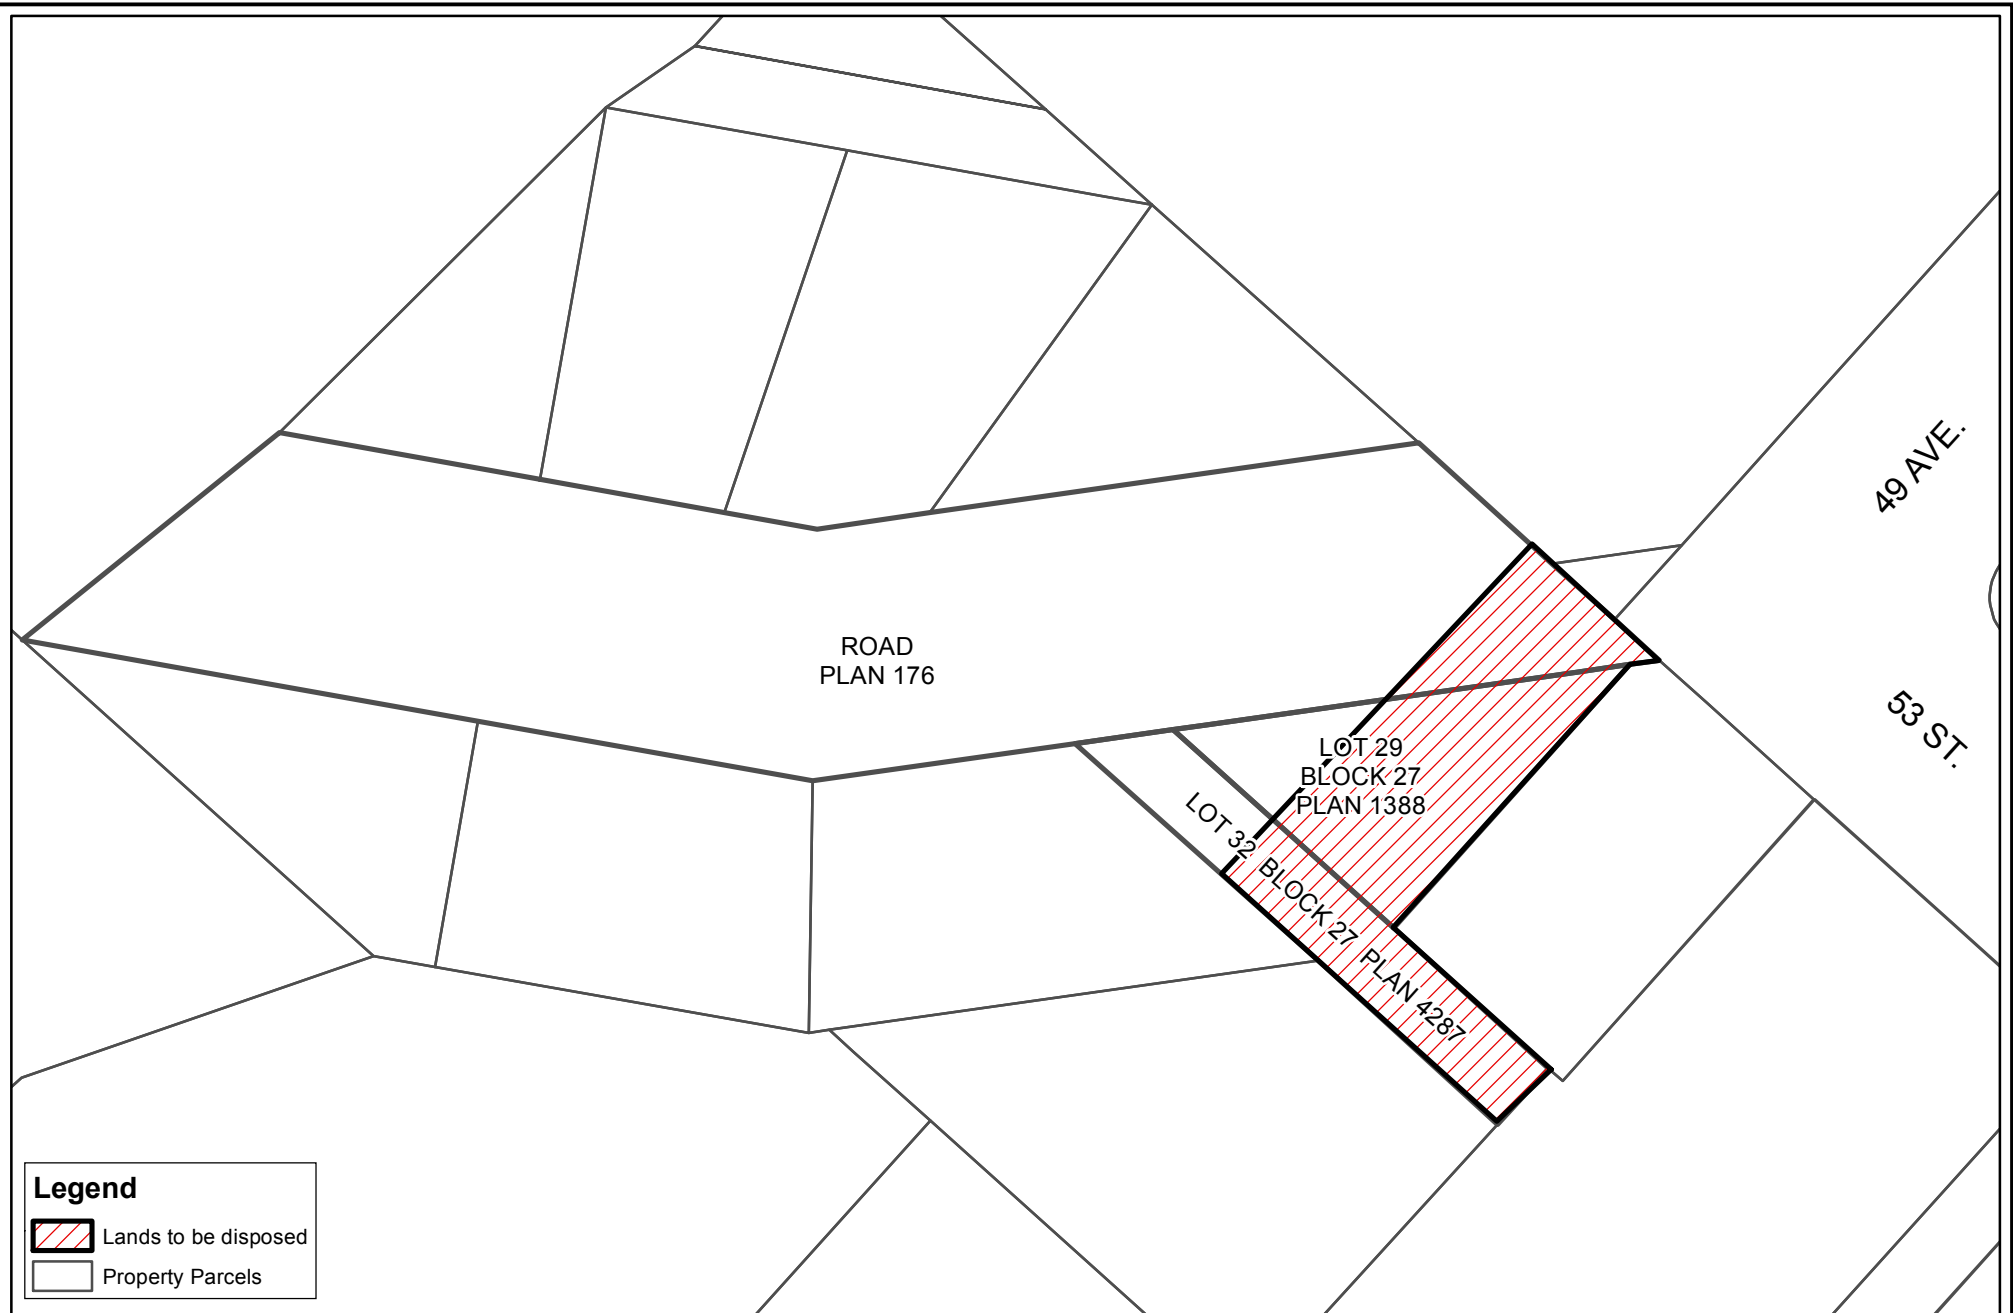 49 AVE.
53 ST.
ROAD
PLAN 176
LOT 29
BLOCK 27
PLAN 1388
LOT 32 BLOCK 27 PLAN 4287
Legend
Lands to be disposed
Property Parcels